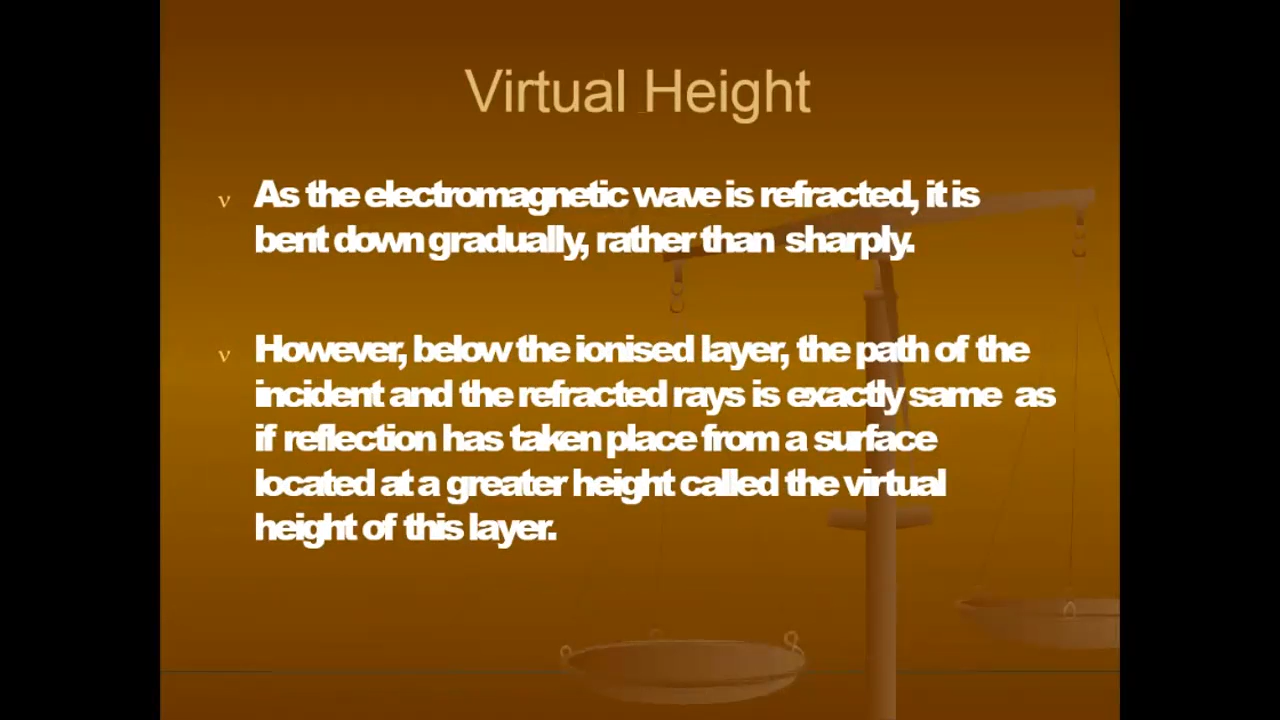 Virtual Height
v As the electromagnetic wave is refracted, it is
bent down gradually, rather than sharply.
v However, below the ionised layer, the path of the
incident and the refracted rays is exactly same as
if reflection has taken place from a surface
located at a greater height called the virtual
height of this layer.